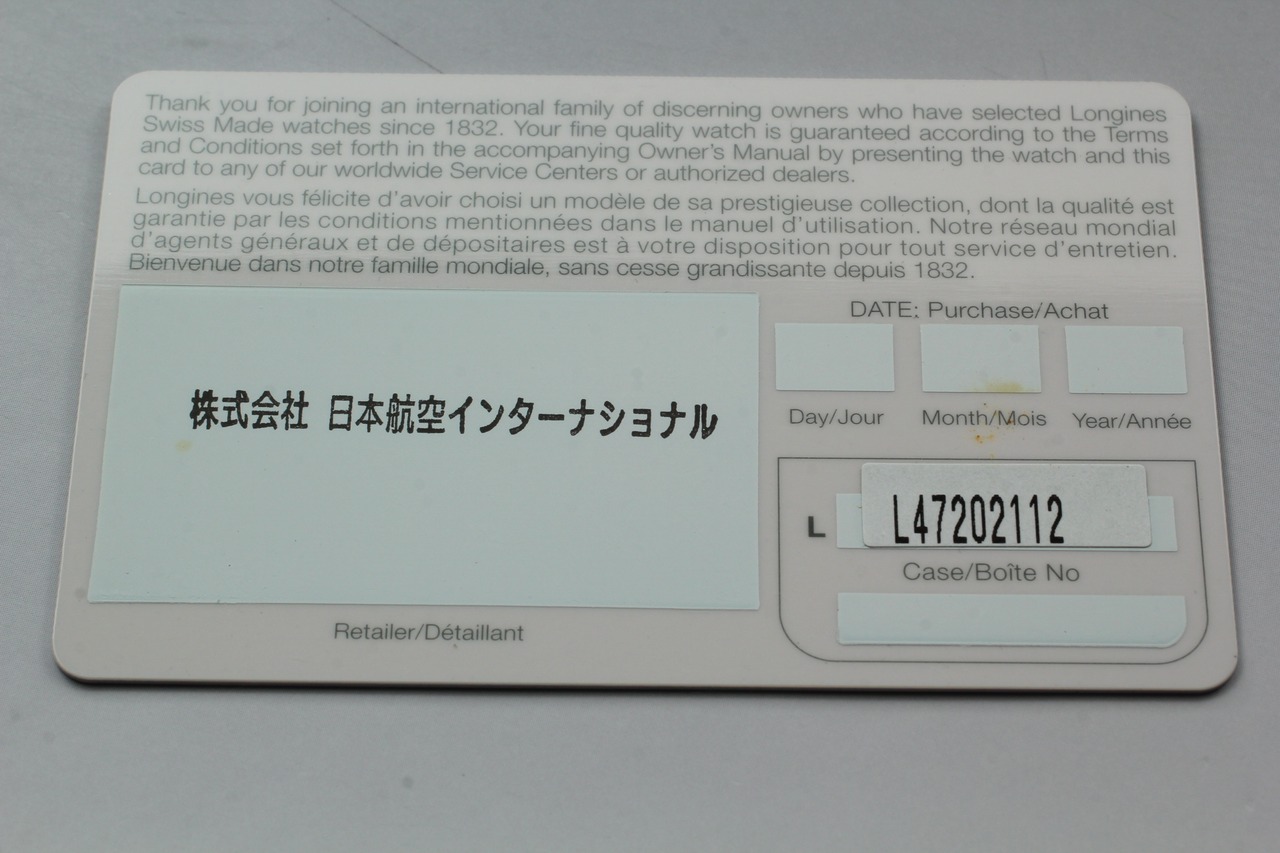 Thank you for joining an international family of discerning owners who have selected Longines
Swiss Made watches since 1832. Your fine quality watch is guaranteed according to the Terms
and Conditions set forth in the accompanying Owner's Manual by presenting the watch and this
card to any of our worldwide Service Centers or authorized dealers.
Longines vous félicite d'avoir choisi un modèle de sa prestigieuse collection, dont la qualité est
garantie par les conditions mentionnées dans le manuel d'utilisation. Notre réseau mondial
d'agents généraux et de dépositaires est à votre disposition pour tout service d'entretien.
Bienvenue dans notre famille mondiale, sans cesse grandissante depuis 1832.
株式会社 日本航空インターナショナル
Retailer/Détaillant
DATE: Purchase/Achat
Day/Jour Month/Mois Year/Année
L L47202112
Case/Boîte No